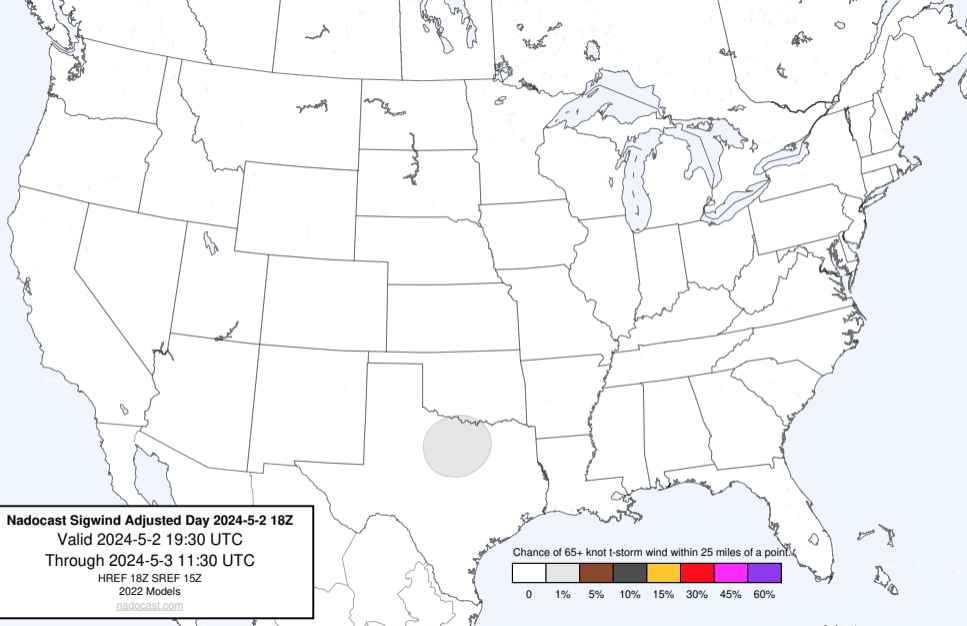 Nadocast Sigwind Adjusted Day 2024-5-2 18Z
Valid 2024-5-2 19:30 UTC
Through 2024-5-3 11:30 UTC
HREF 18Z SREF 15Z
2022 Models
nadocast.com
Chance of 65+ knot t-storm wind within 25 miles of a point.
0 1% 5% 10% 15% 30% 45% 60%